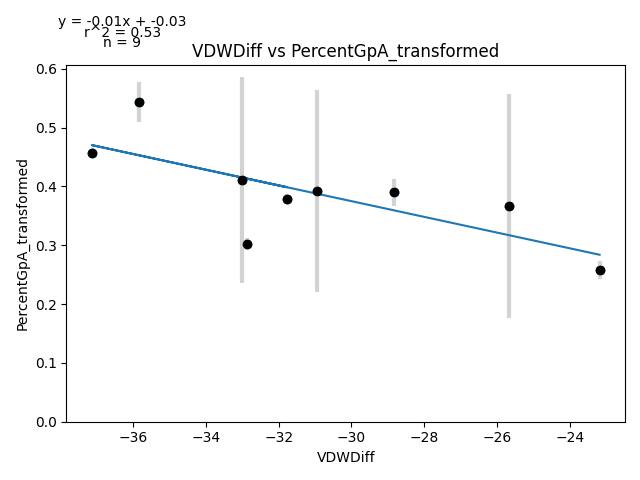 y = -0.01x + -0.03
r^2 = 0.53
n = 9
VDWDiff vs PercentGpA_transformed
PercentGpA_transformed
0.6
0.5
0.4
0.3
0.2
0.1
0.0
−36 −34 −32 −30 −28 −26 −24
VDWDiff